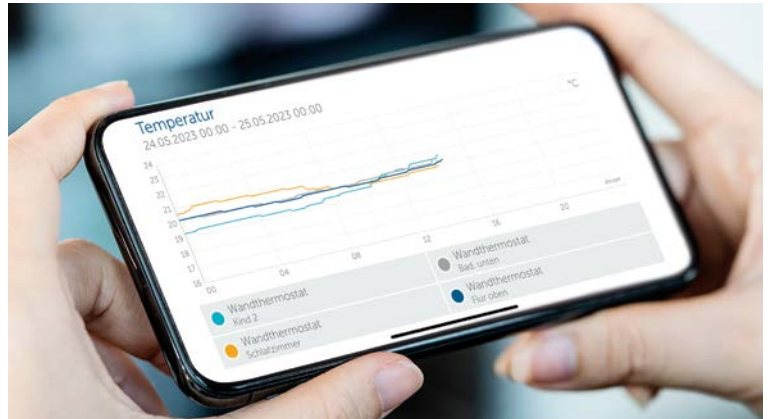 Temperatur
24.05.2023 00:00 - 25.05.2023 00:00
°C
24
23
22
21
20
19
18
17
16
00
04
08
12
16
20
Wandthermostat
Kind 2
Wandthermostat
Bad. unten
Wandthermostat
Schlafzimmer
Wandthermostat
Flur oben